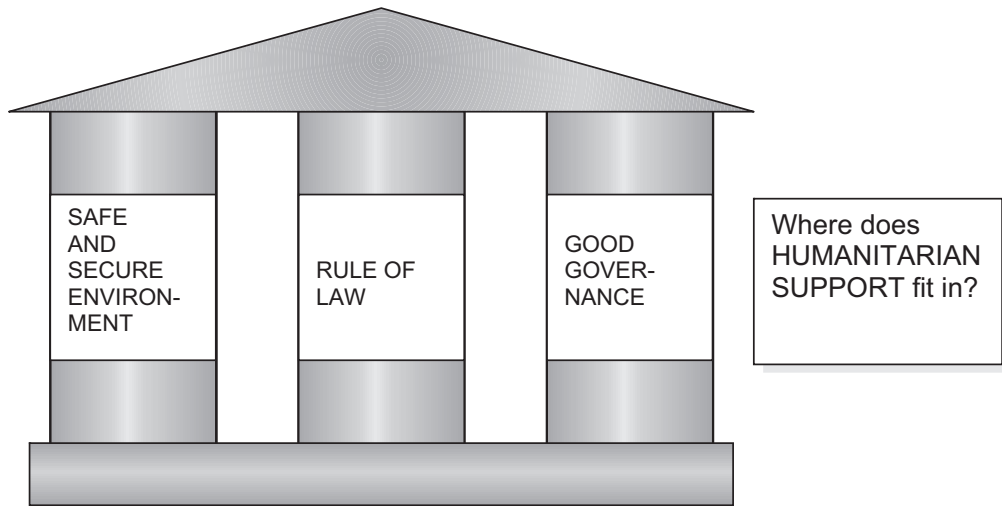 SAFE
AND
SECURE
ENVIRON-
MENT
RULE OF
LAW
GOOD
GOVER-
NANCE
Where does
HUMANITARIAN
SUPPORT fit in?